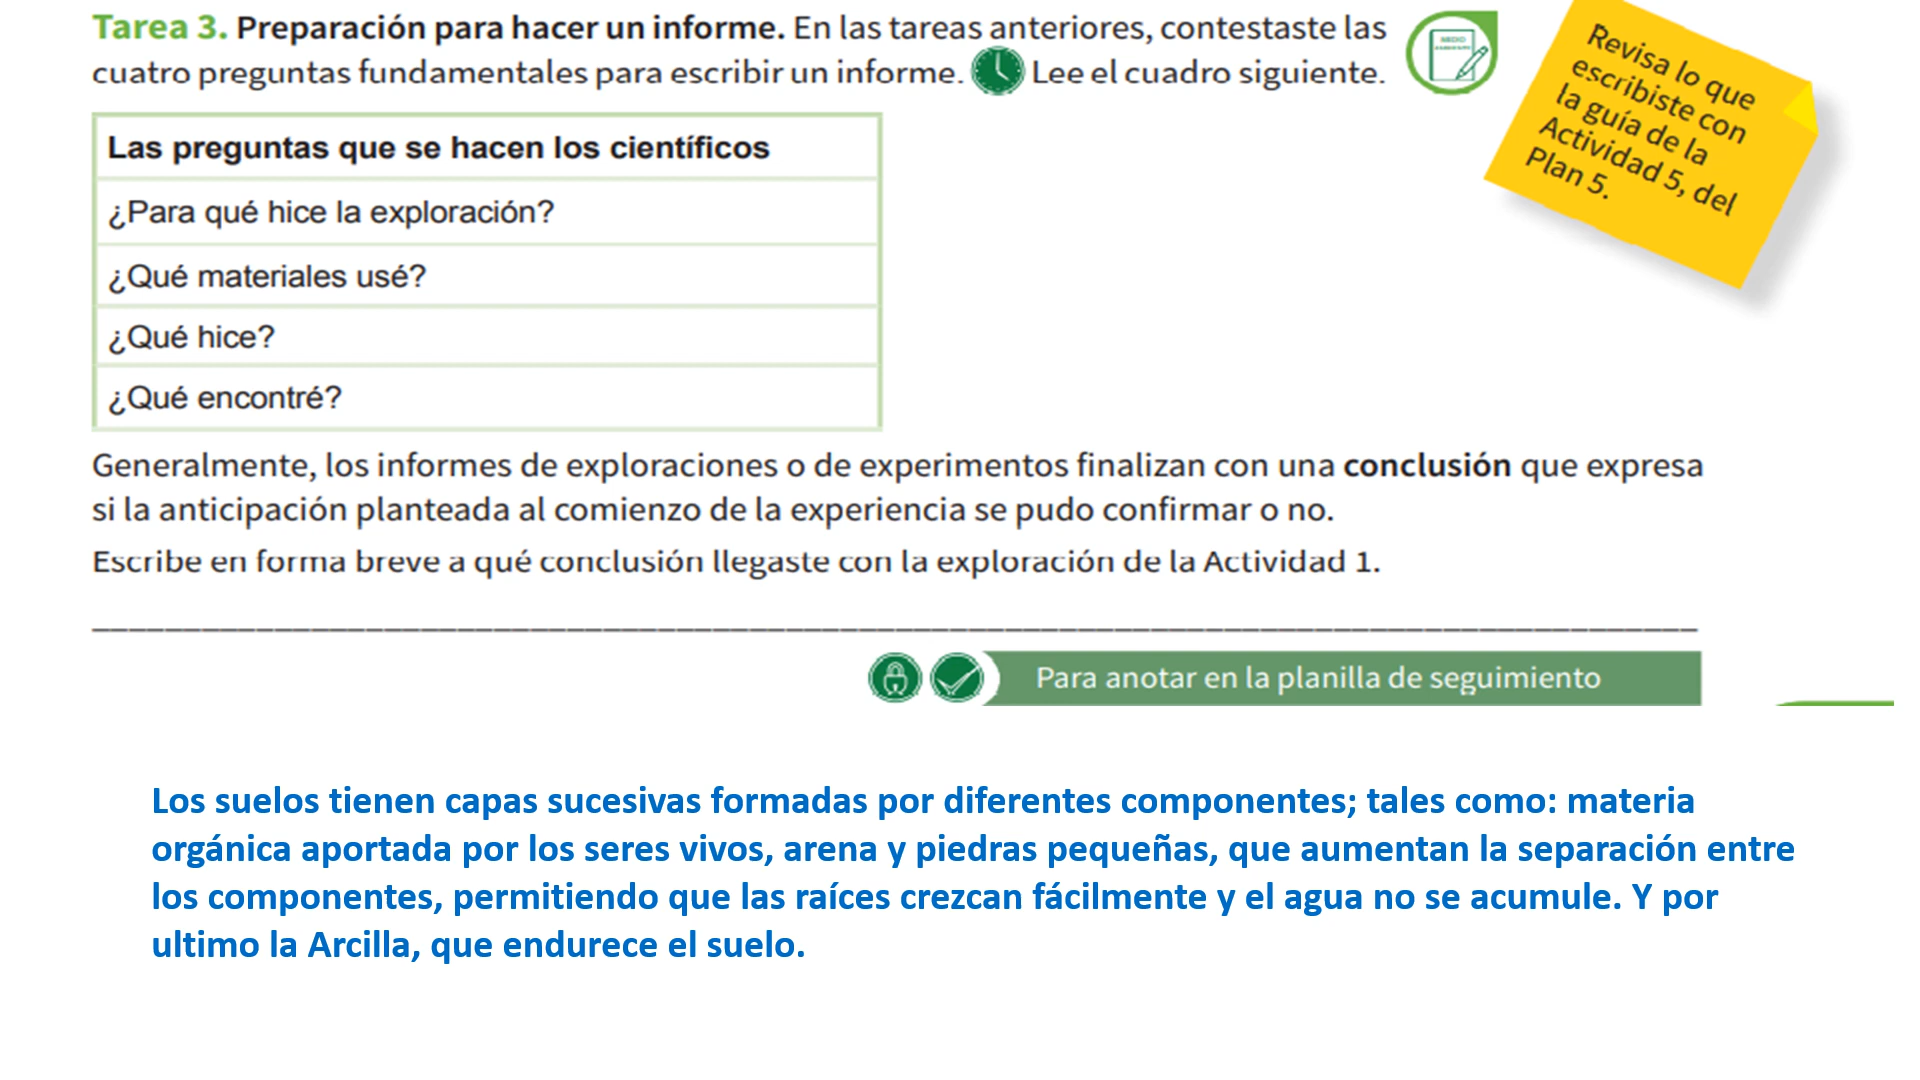 Tarea 3. Preparación para hacer un informe. En las tareas anteriores, contestaste las
cuatro preguntas fundamentales para escribir un informe. Lee el cuadro siguiente.
Revisa lo que
escribiste con
la guía de la
Actividad 5, del
Plan 5.
Las preguntas que se hacen los científicos
¿Para qué hice la exploración?
¿Qué materiales usé?
¿Qué hice?
¿Qué encontré?
Generalmente, los informes de exploraciones o de experimentos finalizan con una conclusión que expresa
si la anticipación planteada al comienzo de la experiencia se pudo confirmar o no.
Escribe en forma breve a qué conclusión llegaste con la exploración de la Actividad 1.
Para anotar en la planilla de seguimiento
Los suelos tienen capas sucesivas formadas por diferentes componentes; tales como: materia
orgánica aportada por los seres vivos, arena y piedras pequeñas, que aumentan la separación entre
los componentes, permitiendo que las raíces crezcan fácilmente y el agua no se acumule. Y por
ultimo la Arcilla, que endurece el suelo.